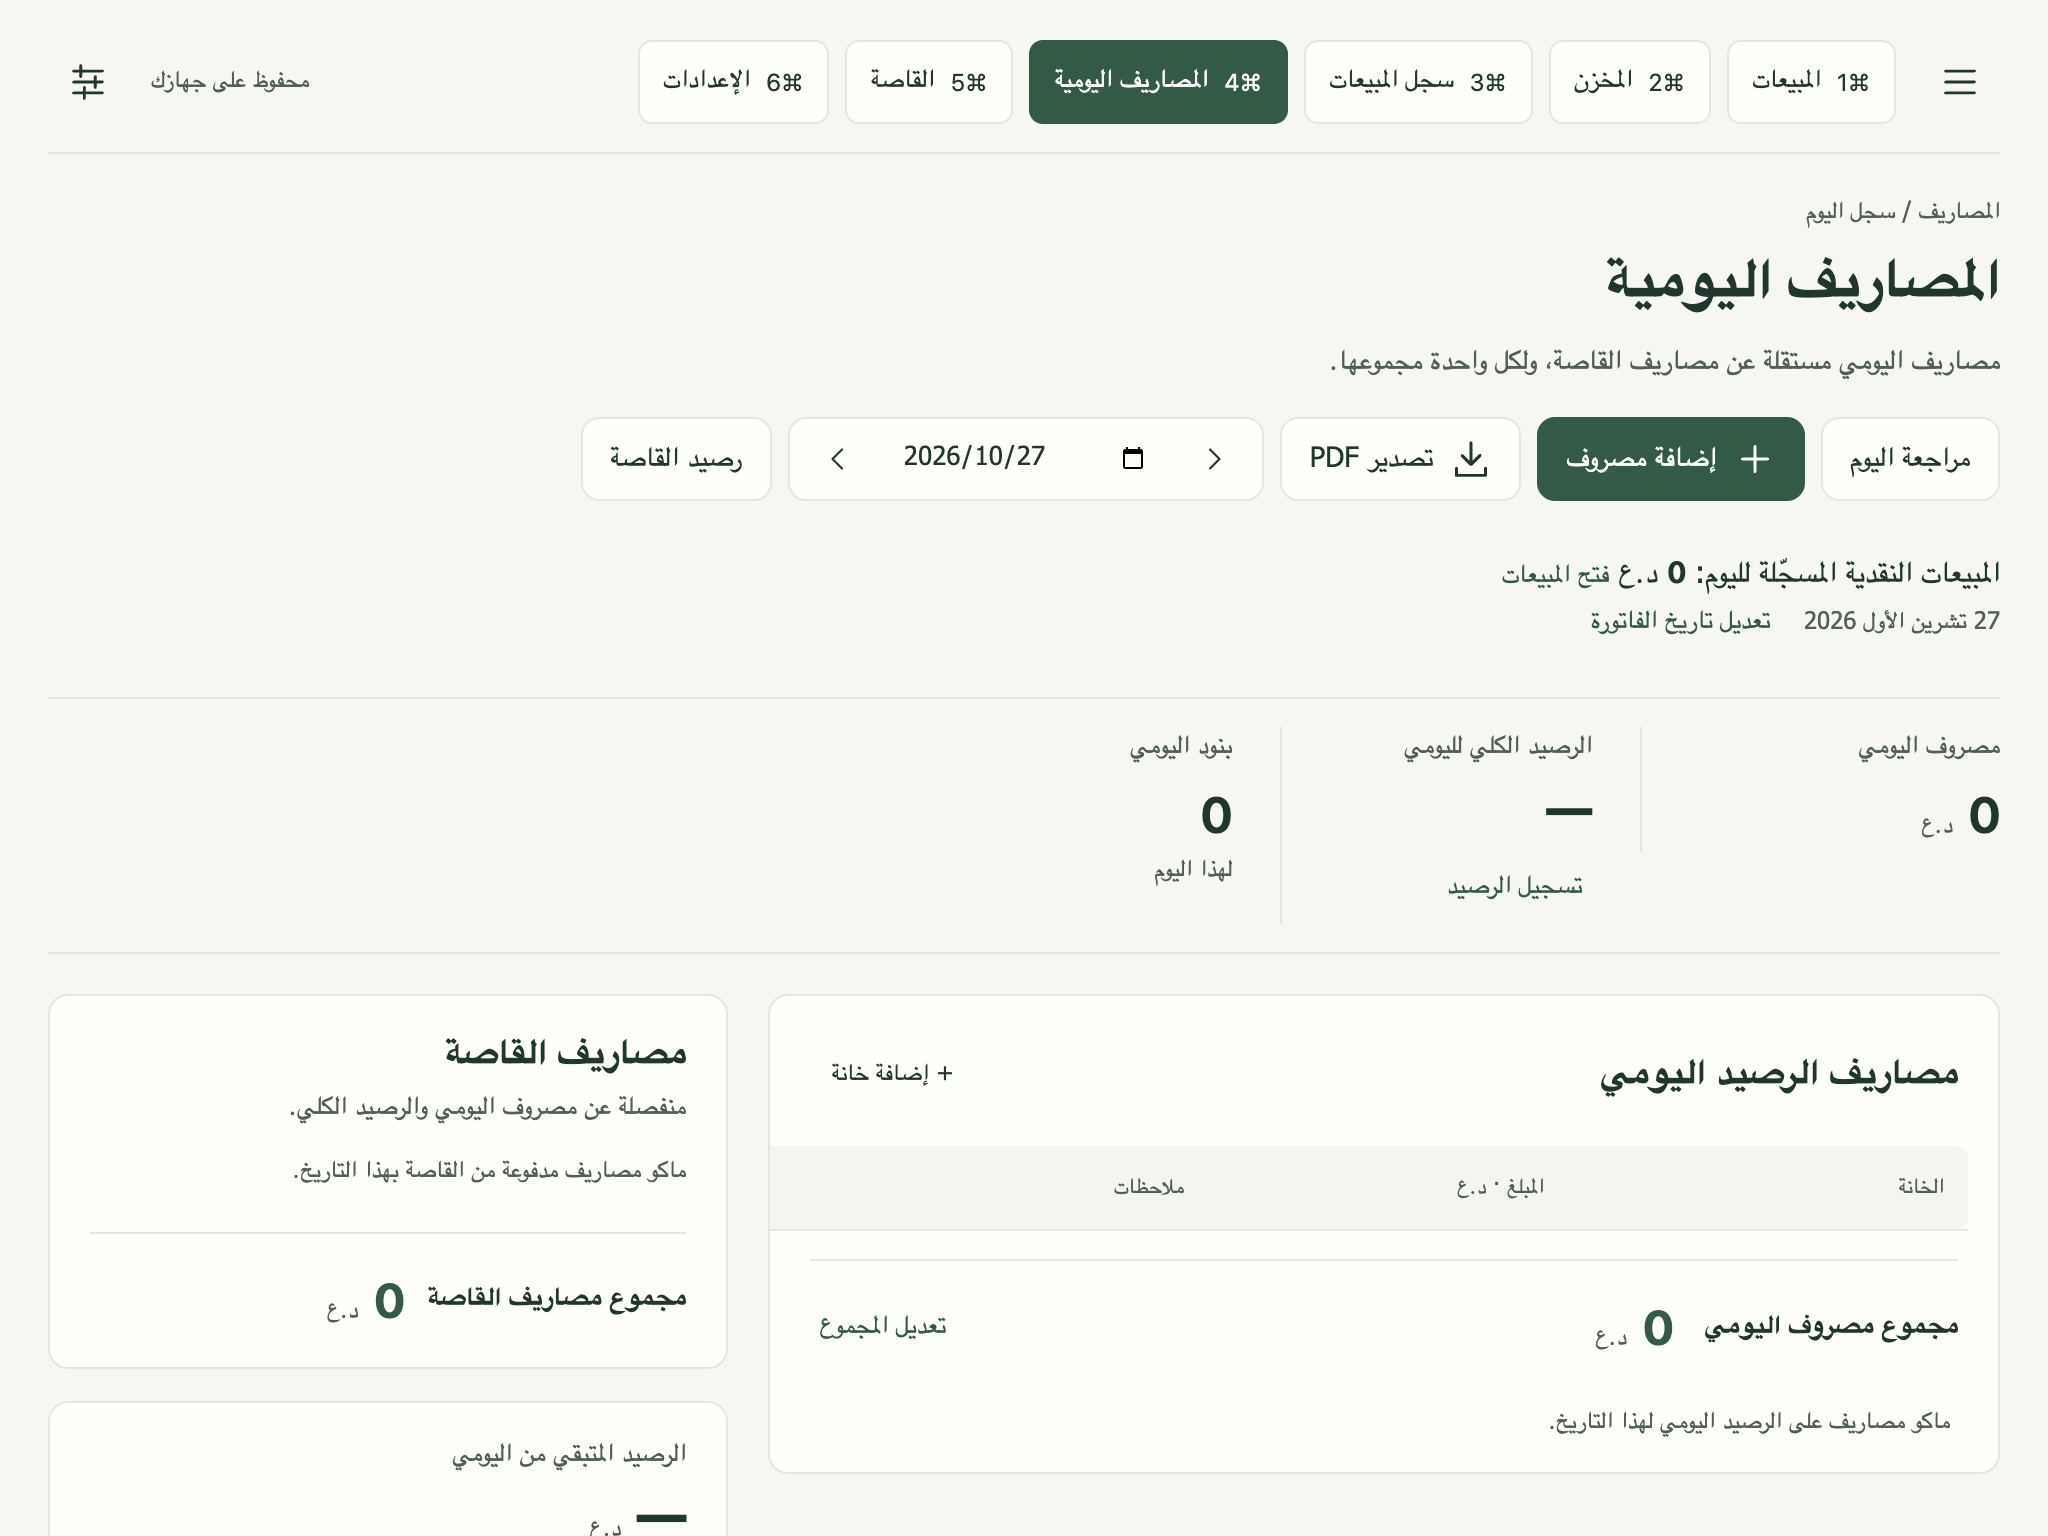 المبيعات ⌘1
المخزن ⌘2
سجل المبيعات ⌘3
المصاريف اليومية ⌘4
القاصة ⌘5
الإعدادات ⌘6
محفوظ على جهازك
المصاريف / سجل اليوم
المصاريف اليومية
مصاريف اليومي مستقلة عن مصاريف القاصة، ولكل واحدة مجموعها.
مراجعة اليوم
إضافة مصروف
تصدير PDF
2026/10/27
رصيد القاصة
المبيعات النقدية المسجّلة لليوم: 0 د.ع فتح المبيعات
27 تشرين الأول 2026 تعديل تاريخ الفاتورة
مصروف اليومي
0 د.ع
الرصيد الكلي لليومي
—
تسجيل الرصيد
بنود اليومي
0
لهذا اليوم
مصاريف الرصيد اليومي
+ إضافة خانة
الخانة
المبلغ · د.ع
ملاحظات
مجموع مصروف اليومي 0 د.ع
تعديل المجموع
ماكو مصاريف على الرصيد اليومي لهذا التاريخ.
مصاريف القاصة
منفصلة عن مصروف اليومي والرصيد الكلي.
ماكو مصاريف مدفوعة من القاصة بهذا التاريخ.
مجموع مصاريف القاصة 0 د.ع
الرصيد المتبقي من اليومي
— د.ع